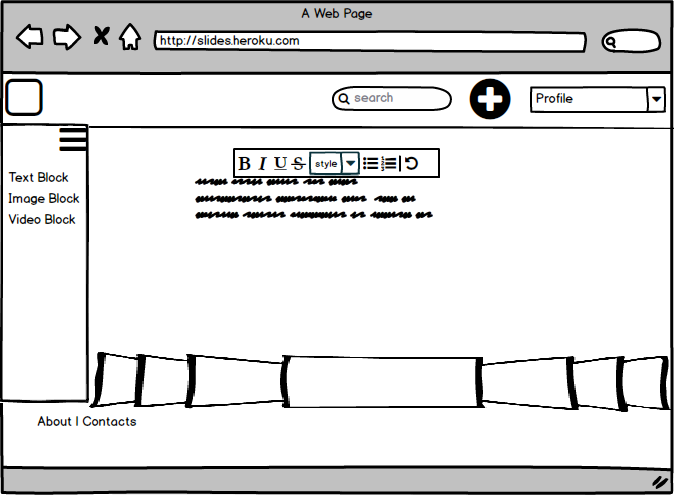 A Web Page
http://slides.heroku.com
search
Profile
B I U S style
Text Block
Image Block
Video Block
About | Contacts